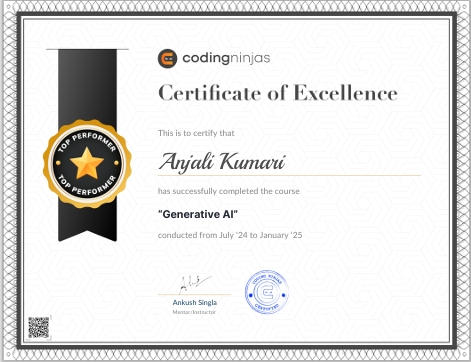 codingninjas
Certificate of Excellence
This is to certify that
TOP PERFORMER
TOP PERFORMER
Anjali Kumari
has successfully completed the course
“Generative AI”
conducted from July '24 to January '25
Ankush Singla
Mentor/Instructor
CODING NINJAS
CERTIFIED